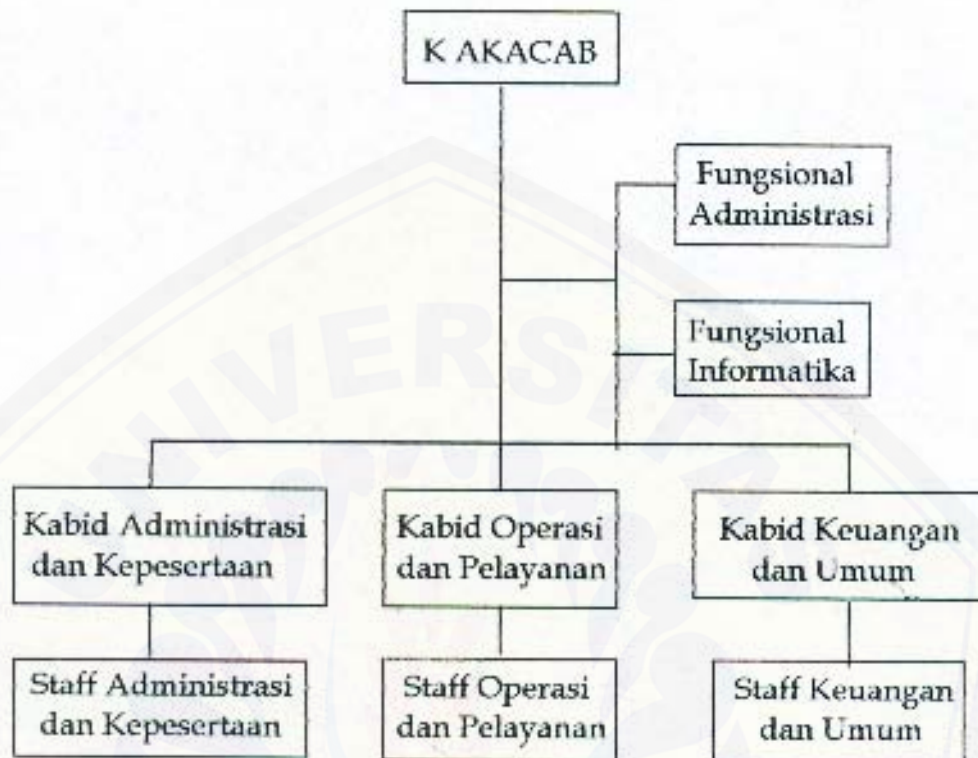 K AKACAB
Fungsional
Administrasi
Fungsional
Informatika
Kabid Administrasi
dan Kepesertaan
Kabid Operasi
dan Pelayanan
Kabid Keuangan
dan Umum
Staff Administrasi
dan Kepesertaan
Staff Operasi
dan Pelayanan
Staff Keuangan
dan Umum
UNIVERSITAS